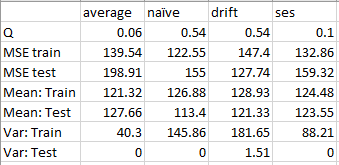 average naïve drift ses
Q 0.06 0.54 0.54 0.1
MSE train 139.54 122.55 147.4 132.86
MSE test 198.91 155 127.74 159.32
Mean: Train 121.32 126.88 128.93 124.48
Mean: Test 127.66 113.4 121.33 123.55
Var: Train 40.3 145.86 181.65 88.21
Var: Test 0 0 1.51 0